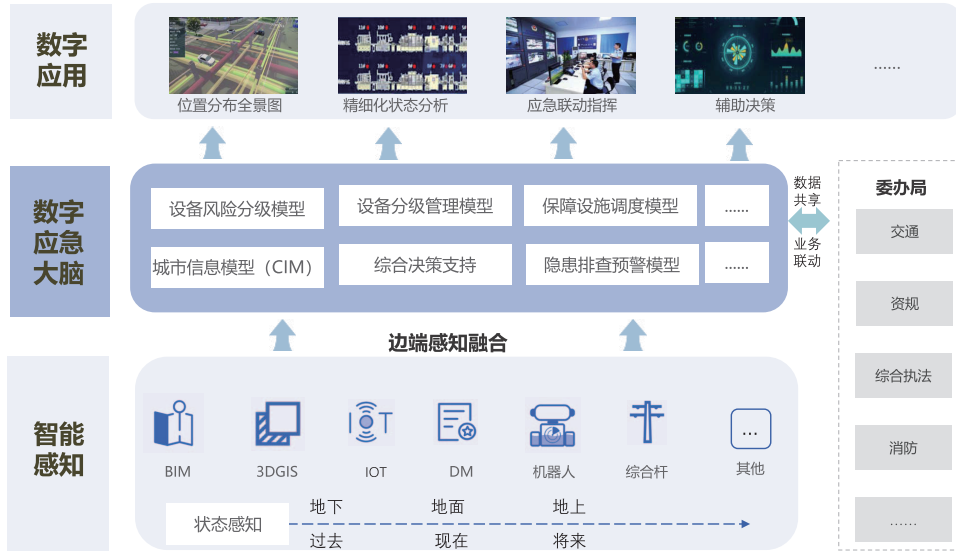 数字
应用
位置分布全景图
精细化状态分析
应急联动指挥
辅助决策
......
数字
应急
大脑
设备风险分级模型
设备分级管理模型
保障设施调度模型
......
城市信息模型（CIM）
综合决策支持
隐患排查预警模型
......
数据
共享
业务
联动
委办局
交通
资规
综合执法
消防
......
边端感知融合
智能
感知
BIM
3DGIS
IOT
DM
机器人
综合杆
...
其他
状态感知
地下
地面
地上
过去
现在
将来